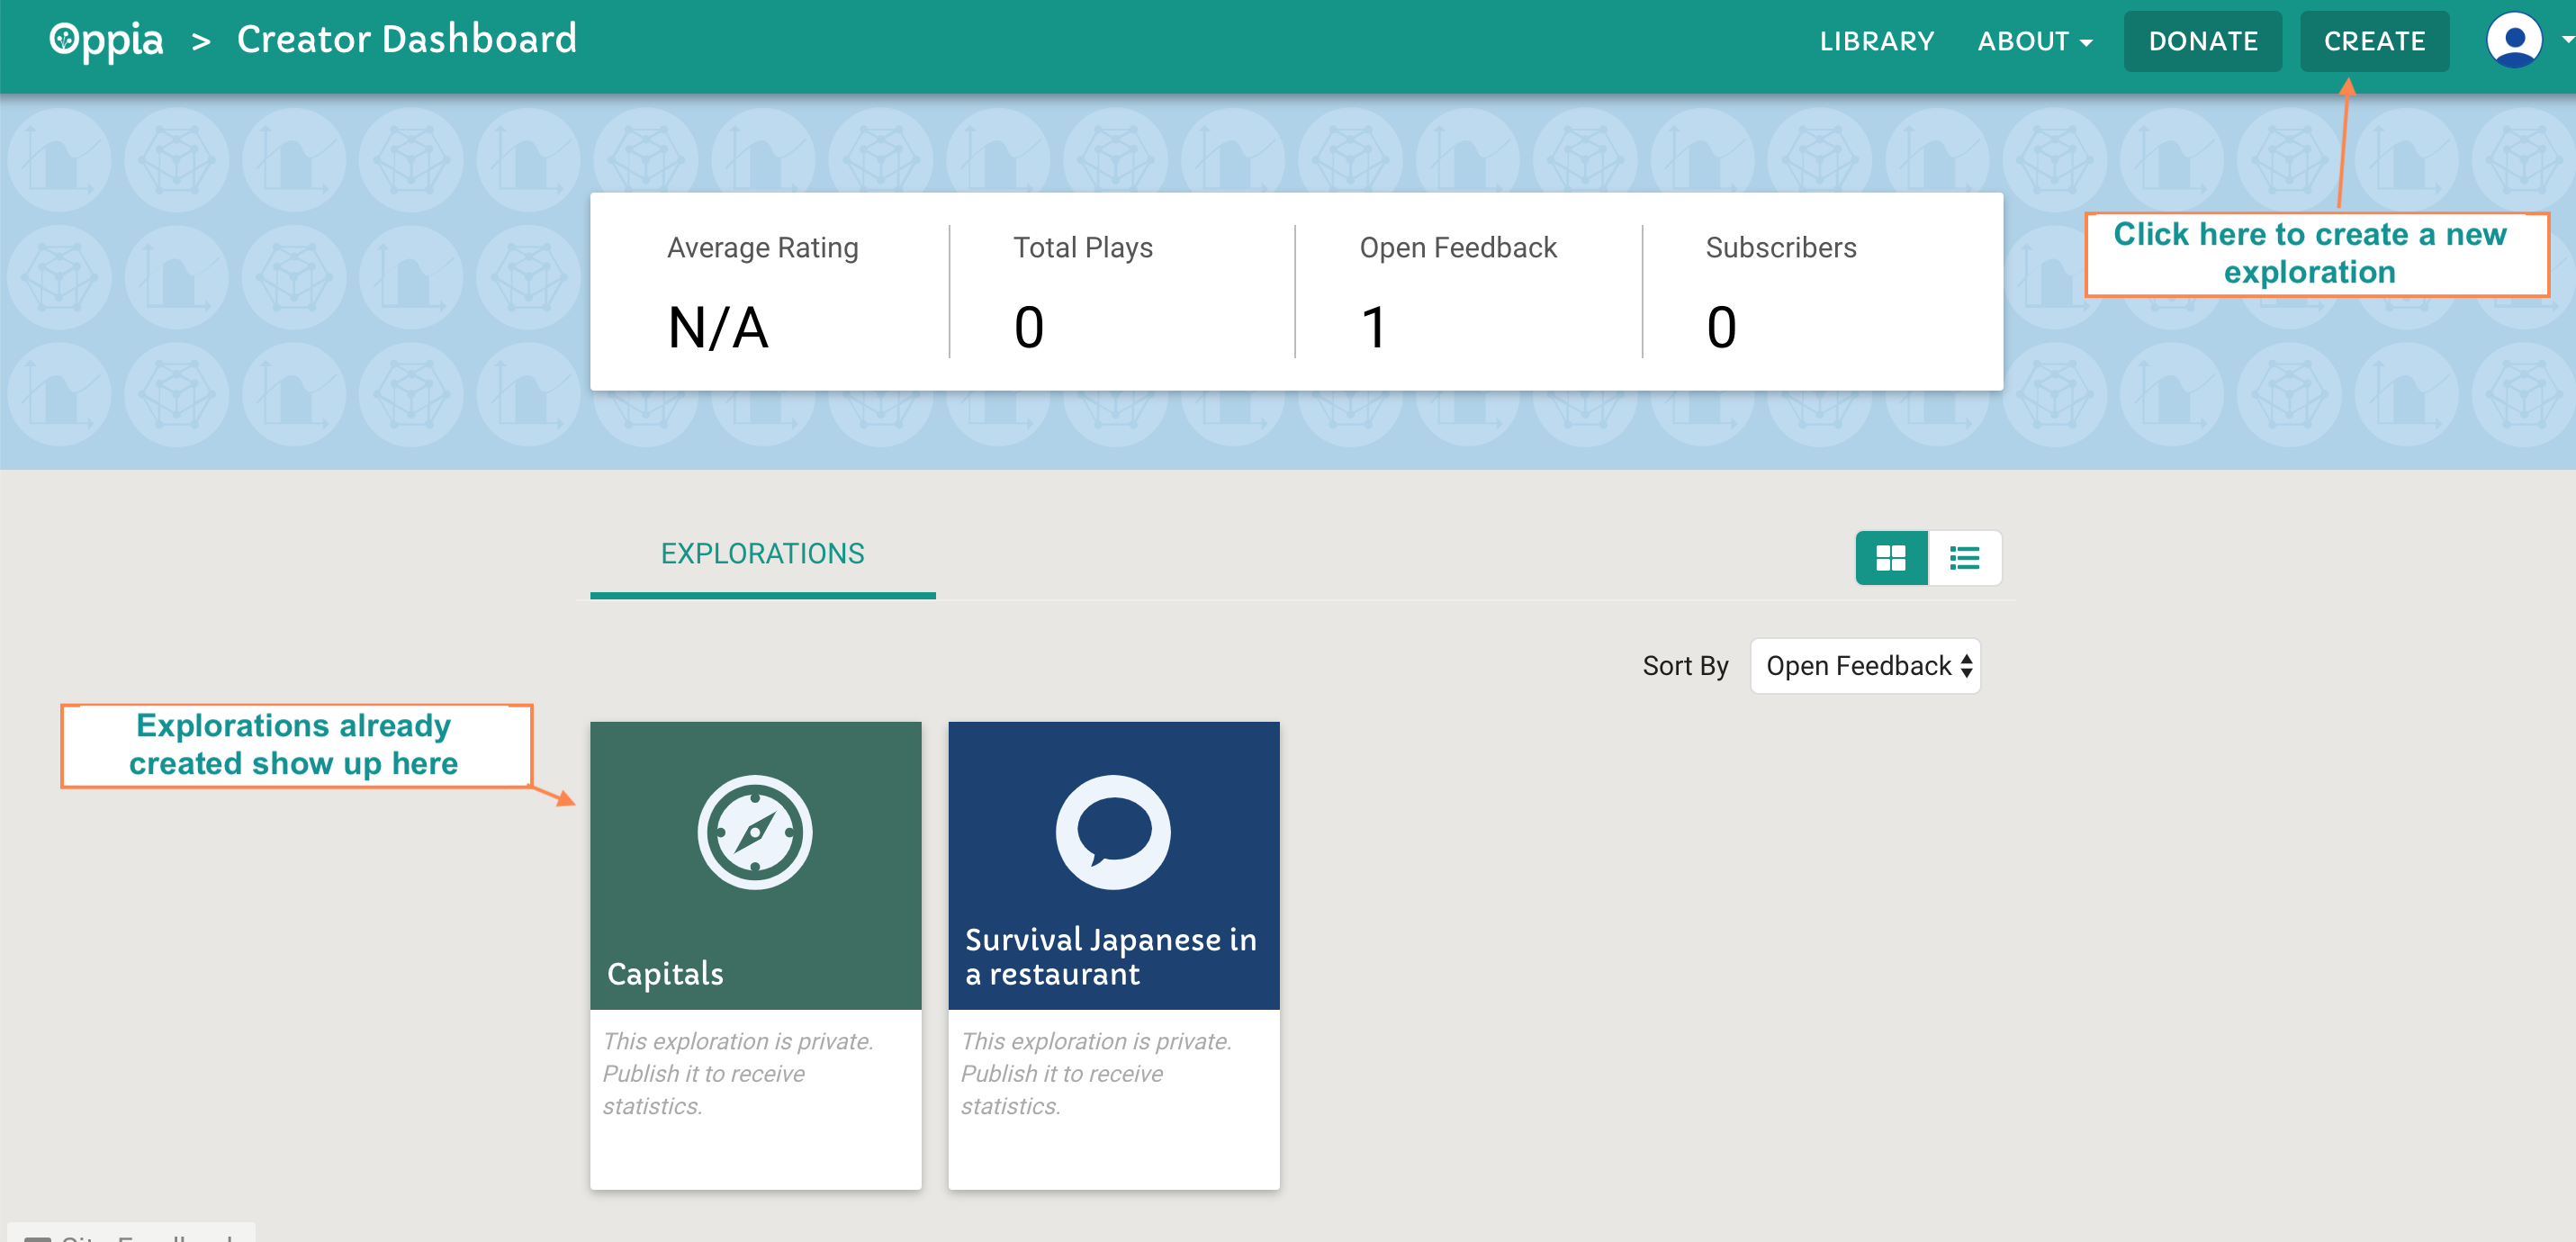 Oppia > Creator Dashboard
LIBRARY ABOUT DONATE CREATE
Click here to create a new
exploration
Average Rating Total Plays Open Feedback Subscribers
N/A 0 1 0
EXPLORATIONS
Sort By Open Feedback
Explorations already
created show up here
Capitals
This exploration is private.
Publish it to receive
statistics.
Survival Japanese in
a restaurant
This exploration is private.
Publish it to receive
statistics.